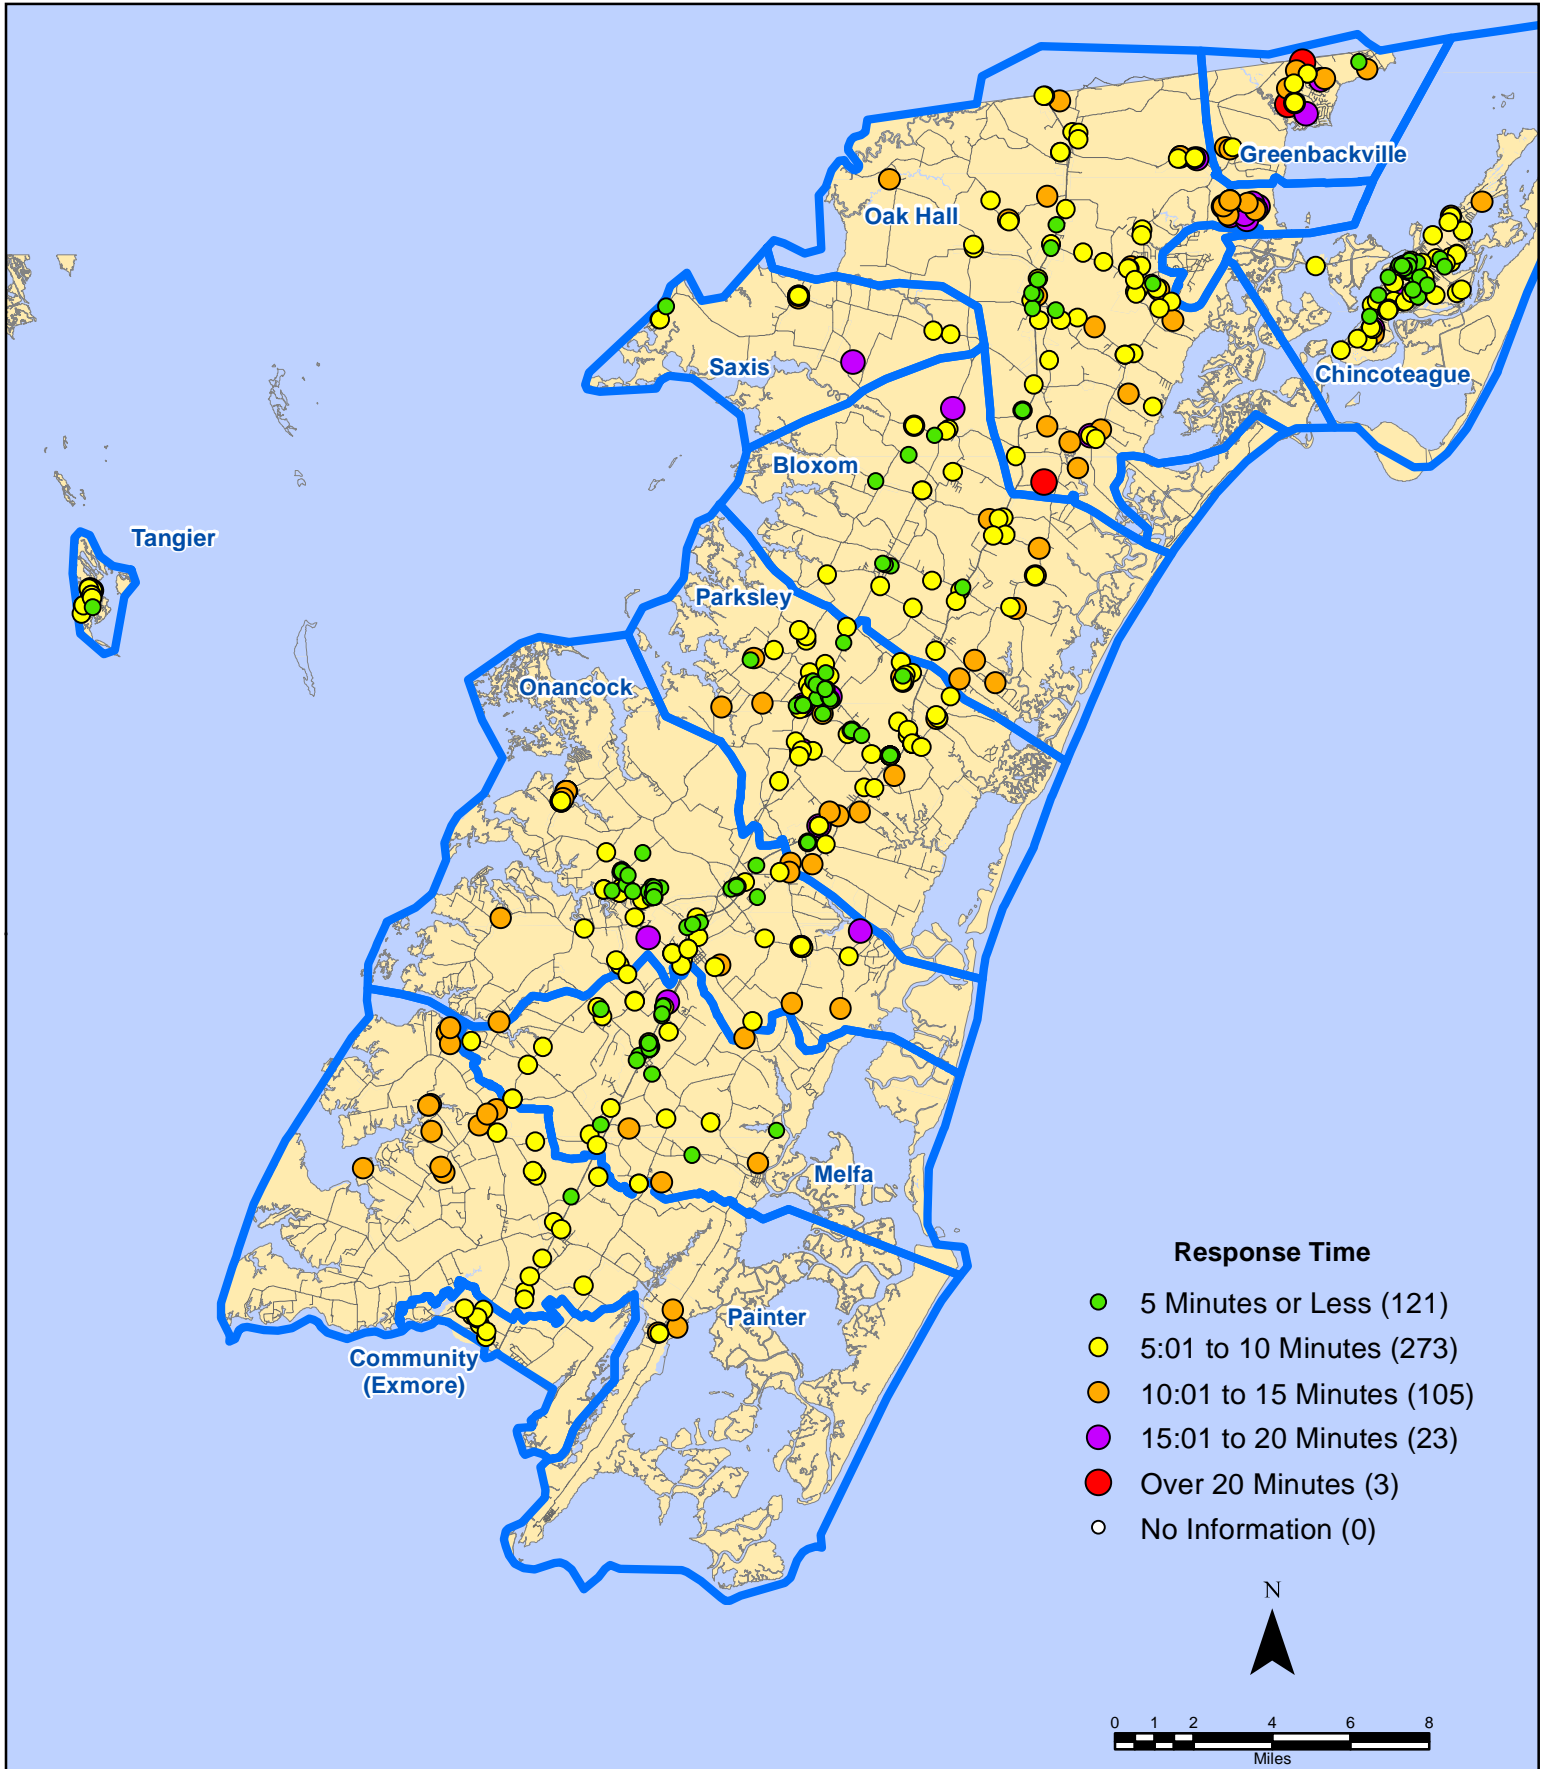 Greenbackville
Oak Hall
Saxis
Chincoteague
Bloxom
Tangier
Parksley
Onancock
Melfa
Painter
Community
(Exmore)
Response Time
5 Minutes or Less (121)
5:01 to 10 Minutes (273)
10:01 to 15 Minutes (105)
15:01 to 20 Minutes (23)
Over 20 Minutes (3)
No Information (0)
N
0 1 2 4 6 8
Miles